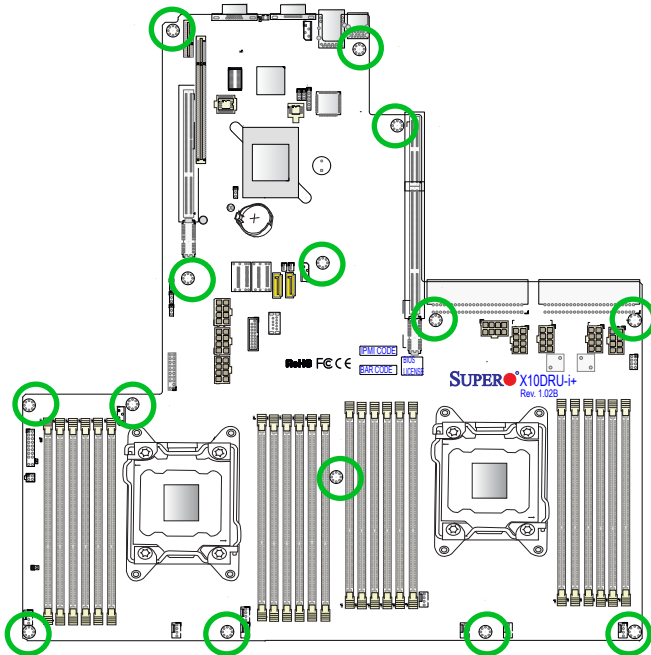 RoHS FC CE
IPMI CODE
BAR CODE
BIOS
LICENSE
SUPER X10DRU-i+
Rev. 1.02B